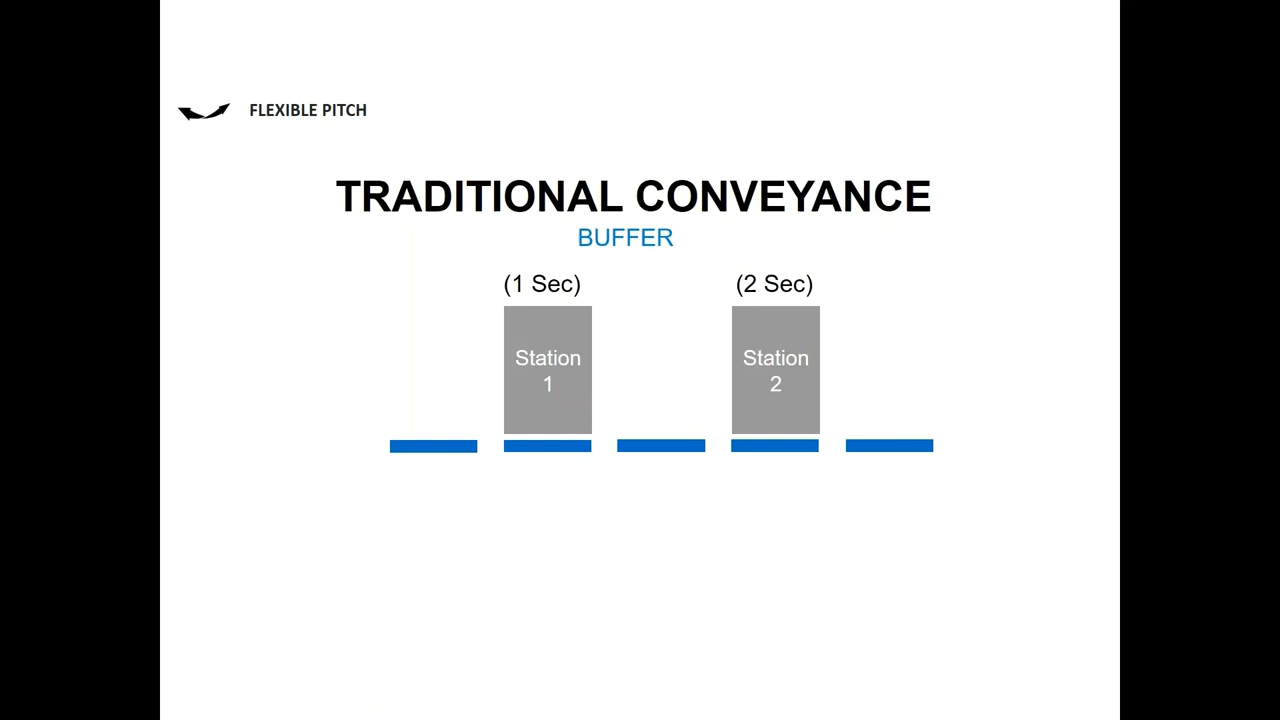 FLEXIBLE PITCH
TRADITIONAL CONVEYANCE
BUFFER
(1 Sec)
(2 Sec)
Station
1
Station
2